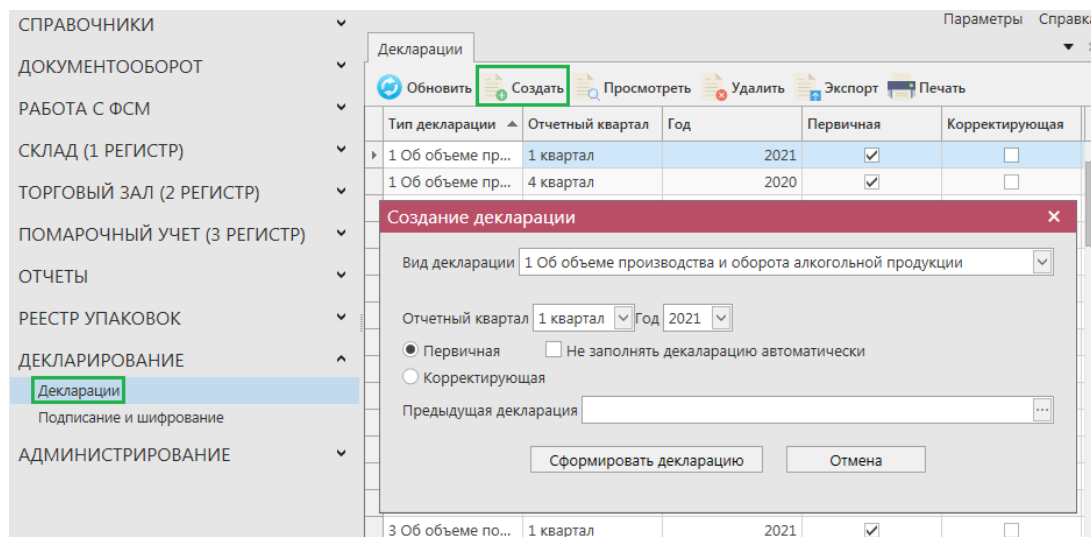 СПРАВОЧНИКИ
ДОКУМЕНТООБОРОТ
РАБОТА С ФСМ
СКЛАД (1 РЕГИСТР)
ТОРГОВЫЙ ЗАЛ (2 РЕГИСТР)
ПОМАРОЧНЫЙ УЧЕТ (3 РЕГИСТР)
ОТЧЕТЫ
РЕЕСТР УПАКОВОК
ДЕКЛАРИРОВАНИЕ
Декларации
Подписание и шифрование
АДМИНИСТРИРОВАНИЕ
Параметры Справка
Декларации
Обновить Создать Просмотреть Удалить Экспорт Печать
Тип декларации Отчетный квартал Год Первичная Корректирующая
1 Об объеме пр... 1 квартал 2021
1 Об объеме пр... 4 квартал 2020
Создание декларации
Вид декларации 1 Об объеме производства и оборота алкогольной продукции
Отчетный квартал 1 квартал Год 2021
Первичная Не заполнять декаларацию автоматически
Корректирующая
Предыдущая декларация ...
Сформировать декларацию Отмена
3 Об объеме по... 1 квартал 2021